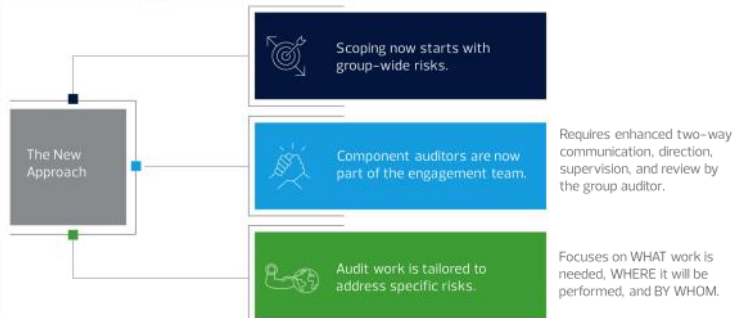 The New
Approach
Scoping now starts with
group-wide risks.
Component auditors are now
part of the engagement team.
Requires enhanced two-way
communication, direction,
supervision, and review by
the group auditor.
Audit work is tailored to
address specific risks.
Focuses on WHAT work is
needed, WHERE it will be
performed, and BY WHOM.